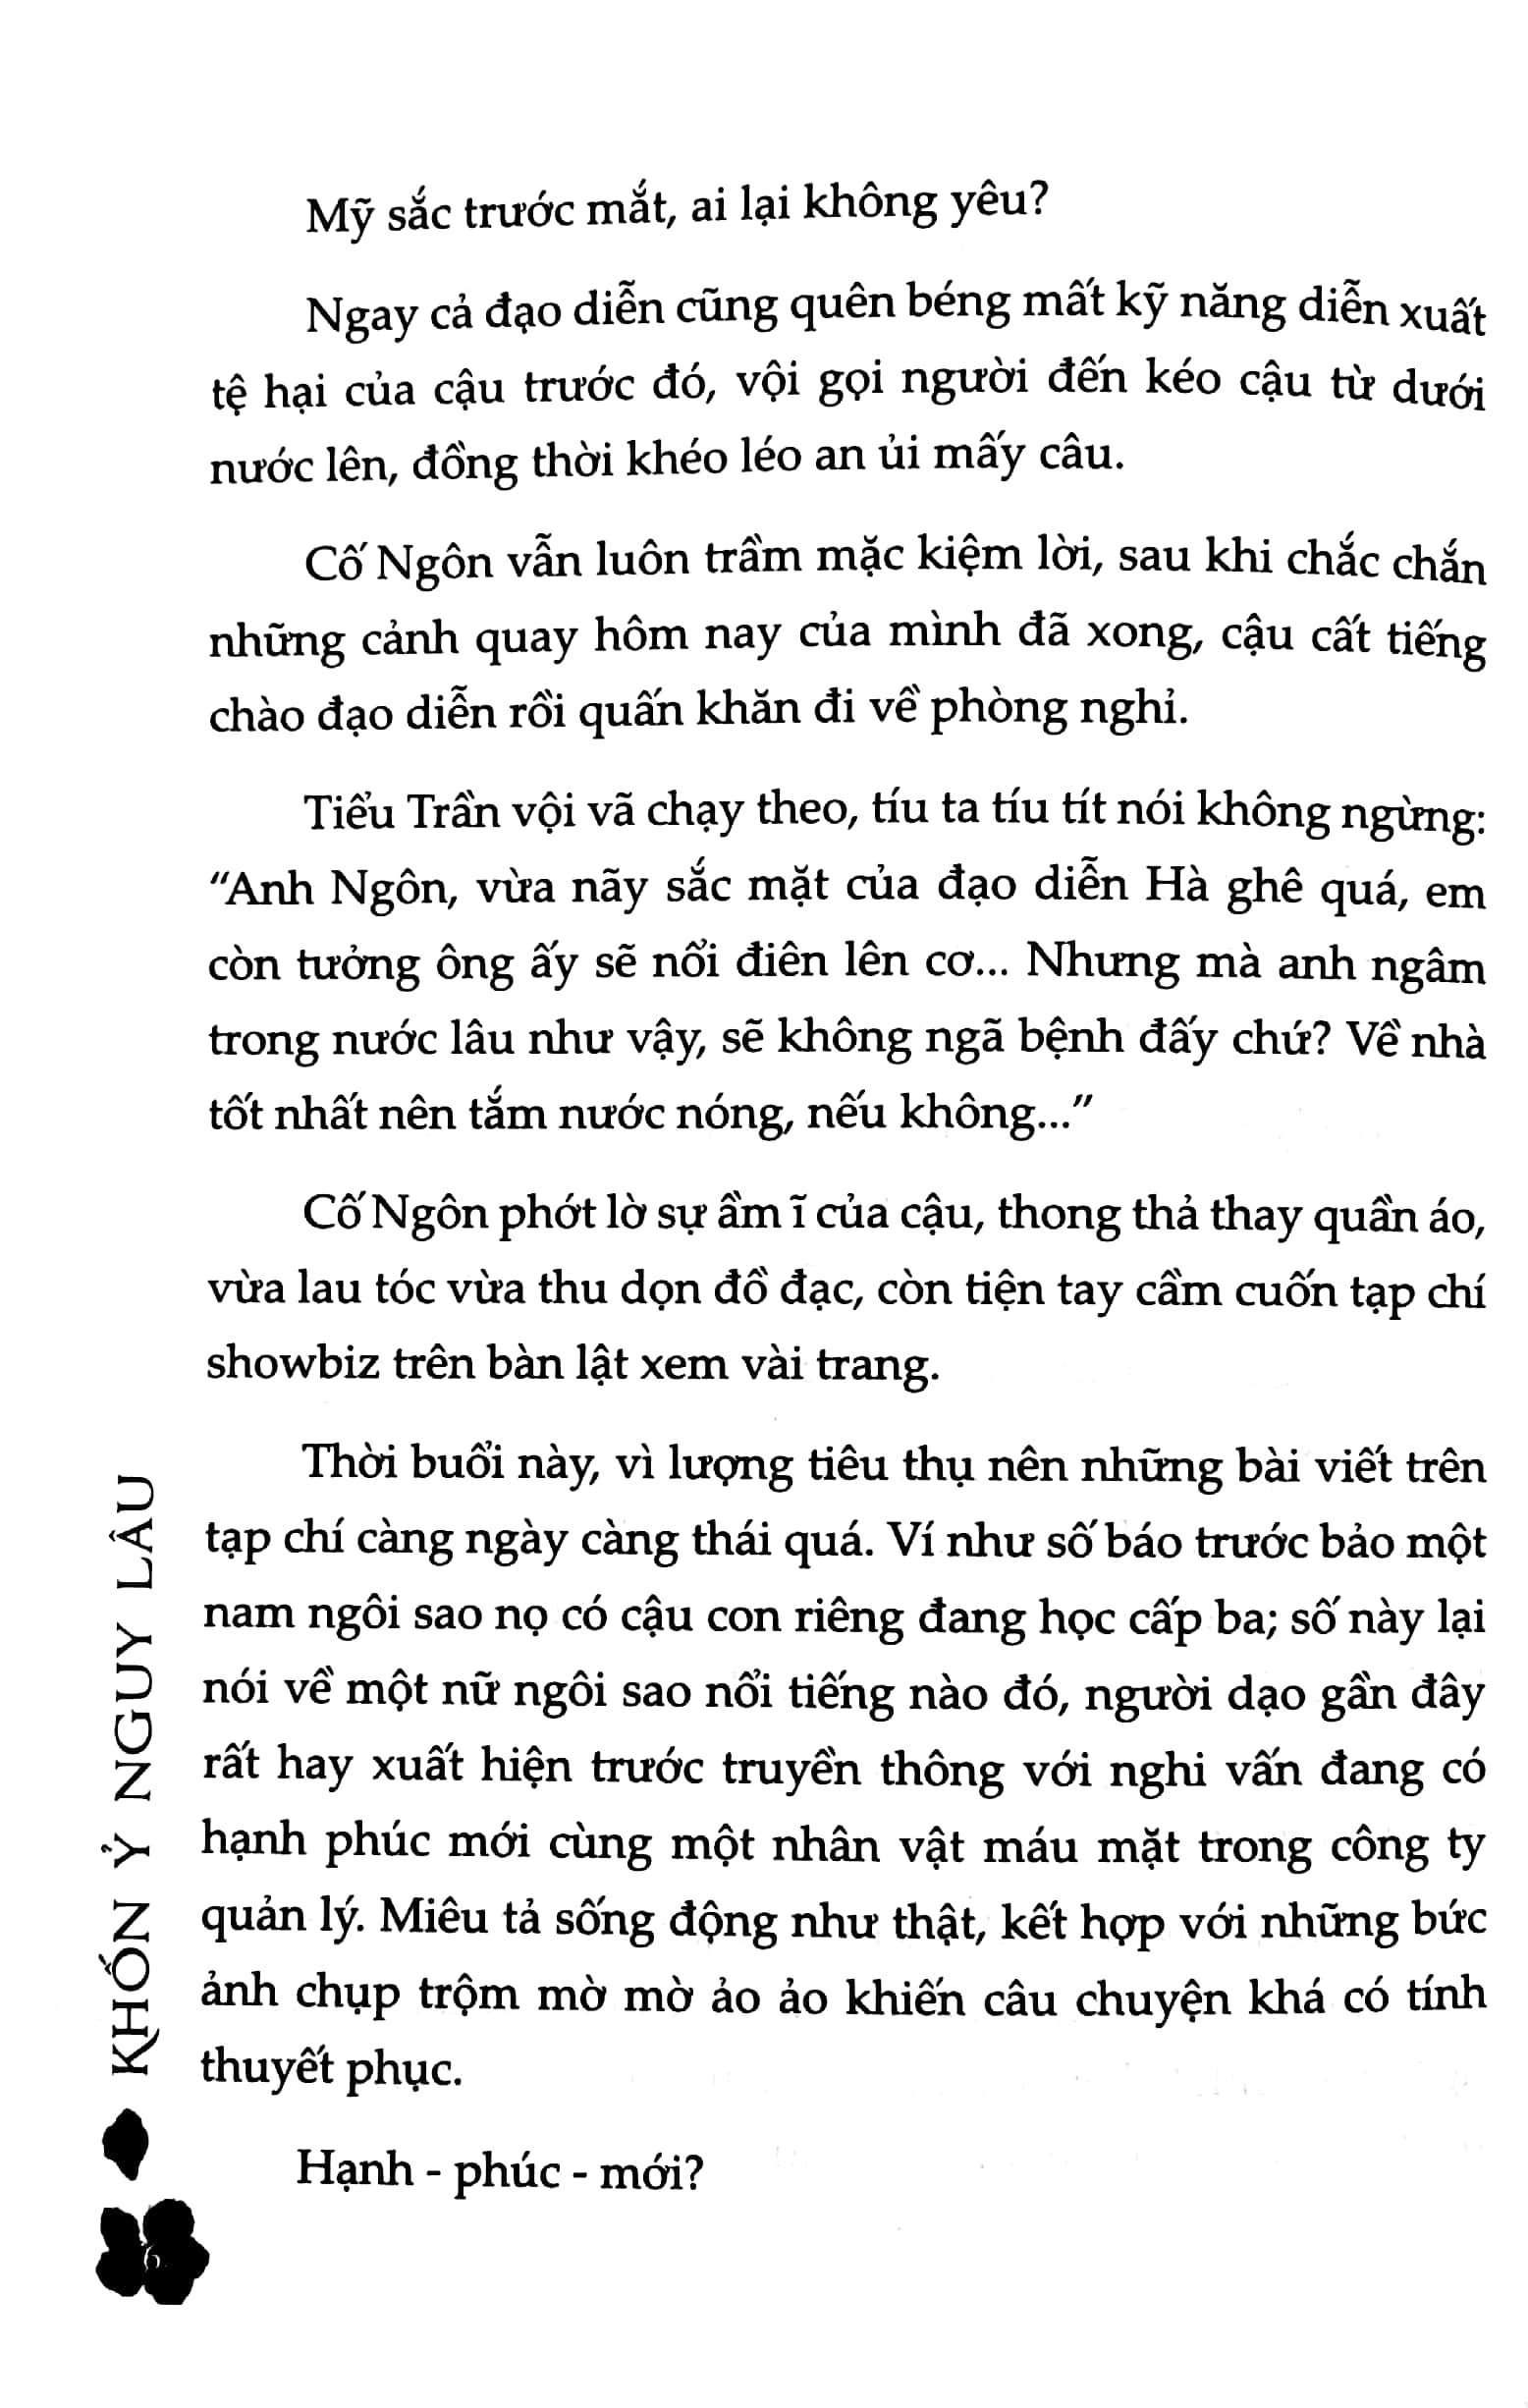 Mỹ sắc trước mắt, ai lại không yêu?
Ngay cả đạo diễn cũng quên béng mất kỹ năng diễn xuất
tệ hại của cậu trước đó, vội gọi người đến kéo cậu từ dưới
nước lên, đồng thời khéo léo an ủi mấy câu.
Cố Ngôn vẫn luôn trầm mặc kiệm lời, sau khi chắc chắn
những cảnh quay hôm nay của mình đã xong, cậu cất tiếng
chào đạo diễn rồi quấn khăn đi về phòng nghỉ.
Tiểu Trần vội vã chạy theo, tíu ta tíu tít nói không ngừng:
“Anh Ngôn, vừa nãy sắc mặt của đạo diễn Hà ghê quá, em
còn tưởng ông ấy sẽ nổi điên lên cơ... Nhưng mà anh ngâm
trong nước lâu như vậy, sẽ không ngã bệnh đấy chứ? Về nhà
tốt nhất nên tắm nước nóng, nếu không...”
Cố Ngôn phớt lờ sự ầm ĩ của cậu, thong thả thay quần áo,
vừa lau tóc vừa thu dọn đồ đạc, còn tiện tay cầm cuốn tạp chí
showbiz trên bàn lật xem vài trang.
Thời buổi này, vì lượng tiêu thụ nên những bài viết trên
tạp chí càng ngày càng thái quá. Ví như số báo trước bảo một
nam ngôi sao nọ có cậu con riêng đang học cấp ba; số này lại
nói về một nữ ngôi sao nổi tiếng nào đó, người dạo gần đây
rất hay xuất hiện trước truyền thông với nghi vấn đang có
hạnh phúc mới cùng một nhân vật máu mặt trong công ty
quản lý. Miêu tả sống động như thật, kết hợp với những bức
ảnh chụp trộm mờ mờ ảo ảo khiến câu chuyện khá có tính
thuyết phục.
Hạnh - phúc - mới?
KHỐN Ỷ NGUY LÂU